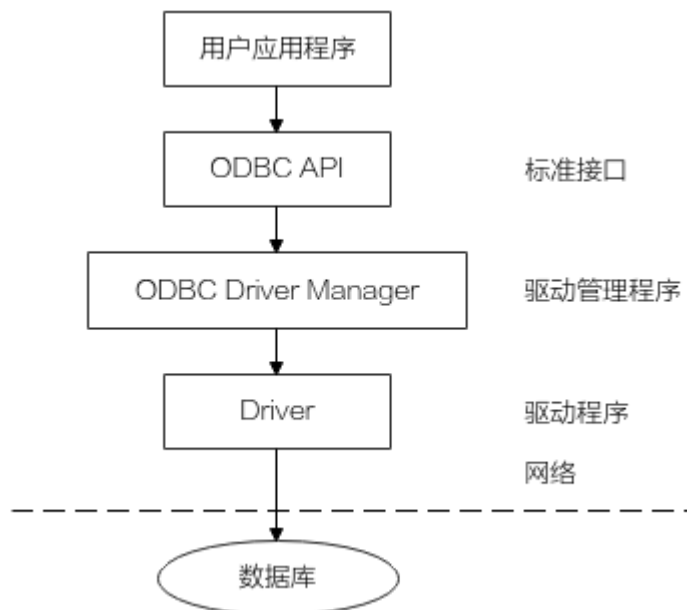 用户应用程序
ODBC API
标准接口
ODBC Driver Manager
驱动管理程序
Driver
驱动程序
网络
数据库